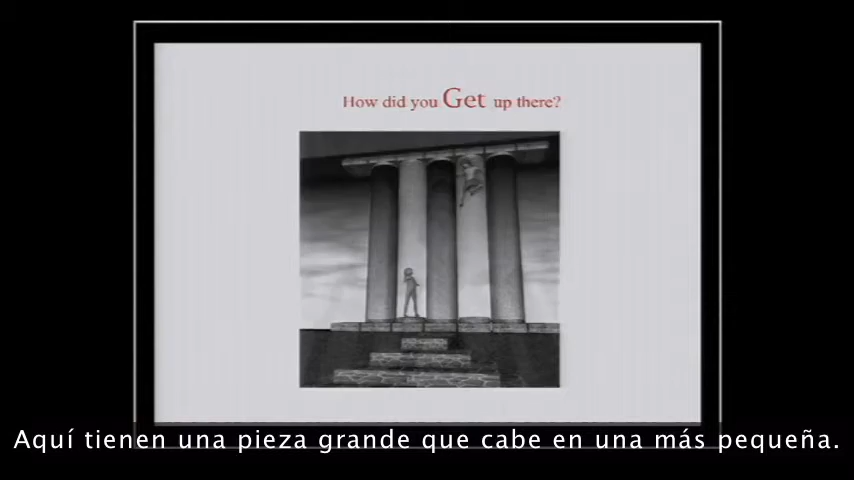 How did you Get up there?
Aquí tienen una pieza grande que cabe en una más pequeña.